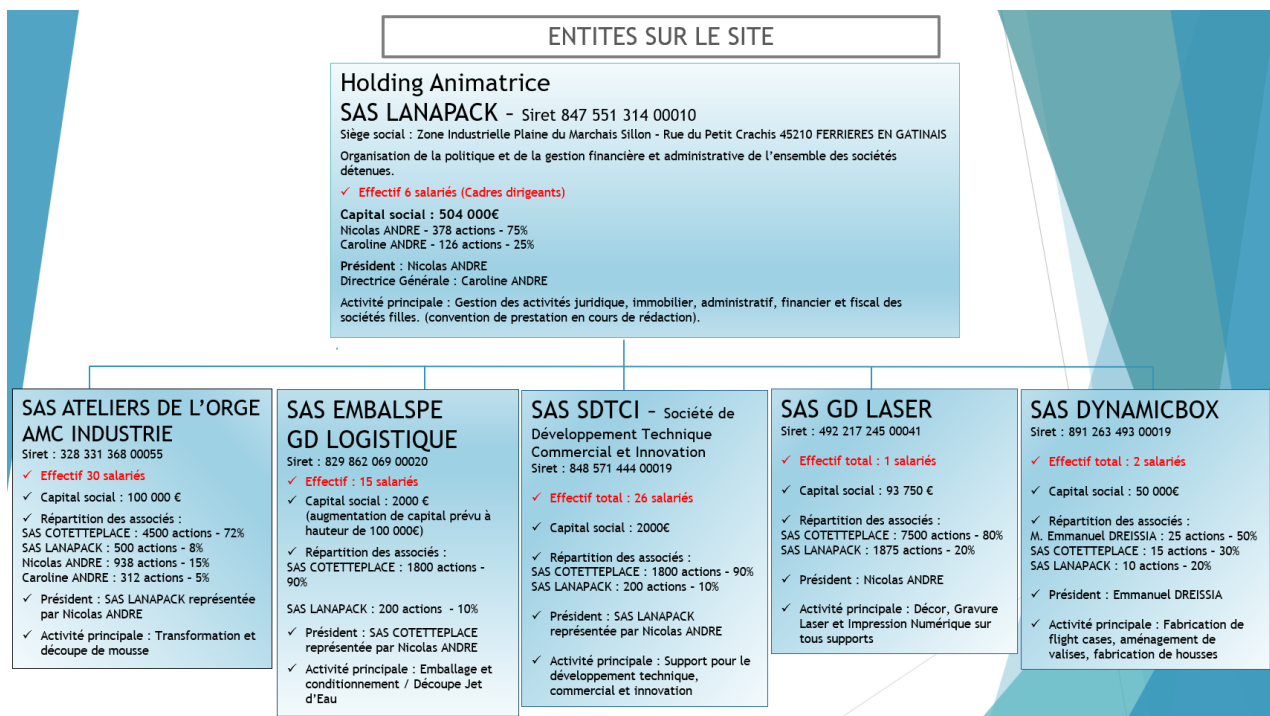 ENTITES SUR LE SITE
Holding Animatrice
SAS LANAPACK – Siret 847 551 314 00010
Siège social : Zone Industrielle Plaine du Marchais Sillon - Rue du Petit Crachis 45210 FERRIERES EN GATINAIS
Organisation de la politique et de la gestion financière et administrative de l'ensemble des sociétés
détenues.
✓ Effectif 6 salariés (Cadres dirigeants)
Capital social : 504 000€
Nicolas ANDRE – 378 actions - 75%
Caroline ANDRE – 126 actions - 25%
Président : Nicolas ANDRE
Directrice Générale : Caroline ANDRE
Activité principale : Gestion des activités juridique, immobilier, administratif, financier et fiscal des
sociétés filles. (convention de prestation en cours de rédaction).
SAS ATELIERS DE L'ORGE
AMC INDUSTRIE
Siret : 328 331 368 00055
✓ Effectif 30 salariés
✓ Capital social : 100 000 €
✓ Répartition des associés :
SAS COTETTEPLACE : 4500 actions - 72%
SAS LANAPACK : 500 actions - 8%
Nicolas ANDRE : 938 actions - 15%
Caroline ANDRE : 312 actions - 5%
✓ Président : SAS LANAPACK représentée
par Nicolas ANDRE
✓ Activité principale : Transformation et
découpe de mousse
SAS EMBALSPE
GD LOGISTIQUE
Siret : 829 862 069 00020
✓ Effectif : 15 salariés
✓ Capital social : 2000 €
(augmentation de capital prévu à
hauteur de 100 000€)
✓ Répartition des associés :
SAS COTETTEPLACE : 1800 actions -
90%
SAS LANAPACK : 200 actions - 10%
✓ Président : SAS COTETTEPLACE
représentée par Nicolas ANDRE
✓ Activité principale : Emballage et
conditionnement / Découpe Jet
d'Eau
SAS SDTCI – Société de
Développement Technique
Commercial et Innovation
Siret : 848 571 444 00019
✓ Effectif total : 26 salariés
✓ Capital social : 2000€
✓ Répartition des associés :
SAS COTETTEPLACE : 1800 actions - 90%
SAS LANAPACK : 200 actions - 10%
✓ Président : SAS LANAPACK
représentée par Nicolas ANDRE
✓ Activité principale : Support pour le
développement technique,
commercial et innovation
SAS GD LASER
Siret : 492 217 245 00041
✓ Effectif total : 1 salariés
✓ Capital social : 93 750 €
✓ Répartition des associés :
SAS COTETTEPLACE : 7500 actions - 80%
SAS LANAPACK : 1875 actions - 20%
✓ Président : Nicolas ANDRE
✓ Activité principale : Décor, Gravure
Laser et Impression Numérique sur
tous supports
SAS DYNAMICBOX
Siret : 891 263 493 00019
✓ Effectif total : 2 salariés
✓ Capital social : 50 000€
✓ Répartition des associés :
M. Emmanuel DREISSIA : 25 actions - 50%
SAS COTETTEPLACE : 15 actions - 30%
SAS LANAPACK : 10 actions - 20%
✓ Président : Emmanuel DREISSIA
✓ Activité principale : Fabrication de
flight cases, aménagement de
valises, fabrication de housses